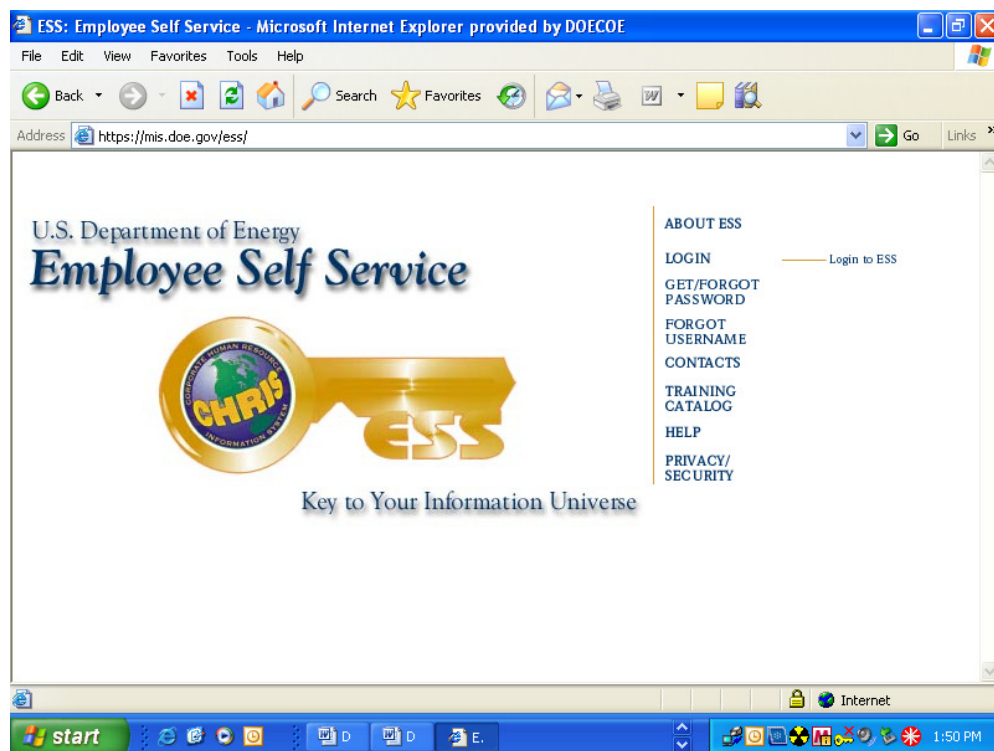 ESS: Employee Self Service - Microsoft Internet Explorer provided by DOECOE
File Edit View Favorites Tools Help
Back Search Favorites W
Address https://mis.doe.gov/ess/ Go Links »
U.S. Department of Energy
Employee Self Service
ABOUT ESS
LOGIN Login to ESS
GET/FORGOT
PASSWORD
FORGOT
USERNAME
CONTACTS
TRAINING
CATALOG
HELP
PRIVACY/
SECURITY
CORPORATE HUMAN RESOURCE
CHRIS
INFORMATION SYSTEM
ESS
Key to Your Information Universe
Internet
start D D E. 1:50 PM